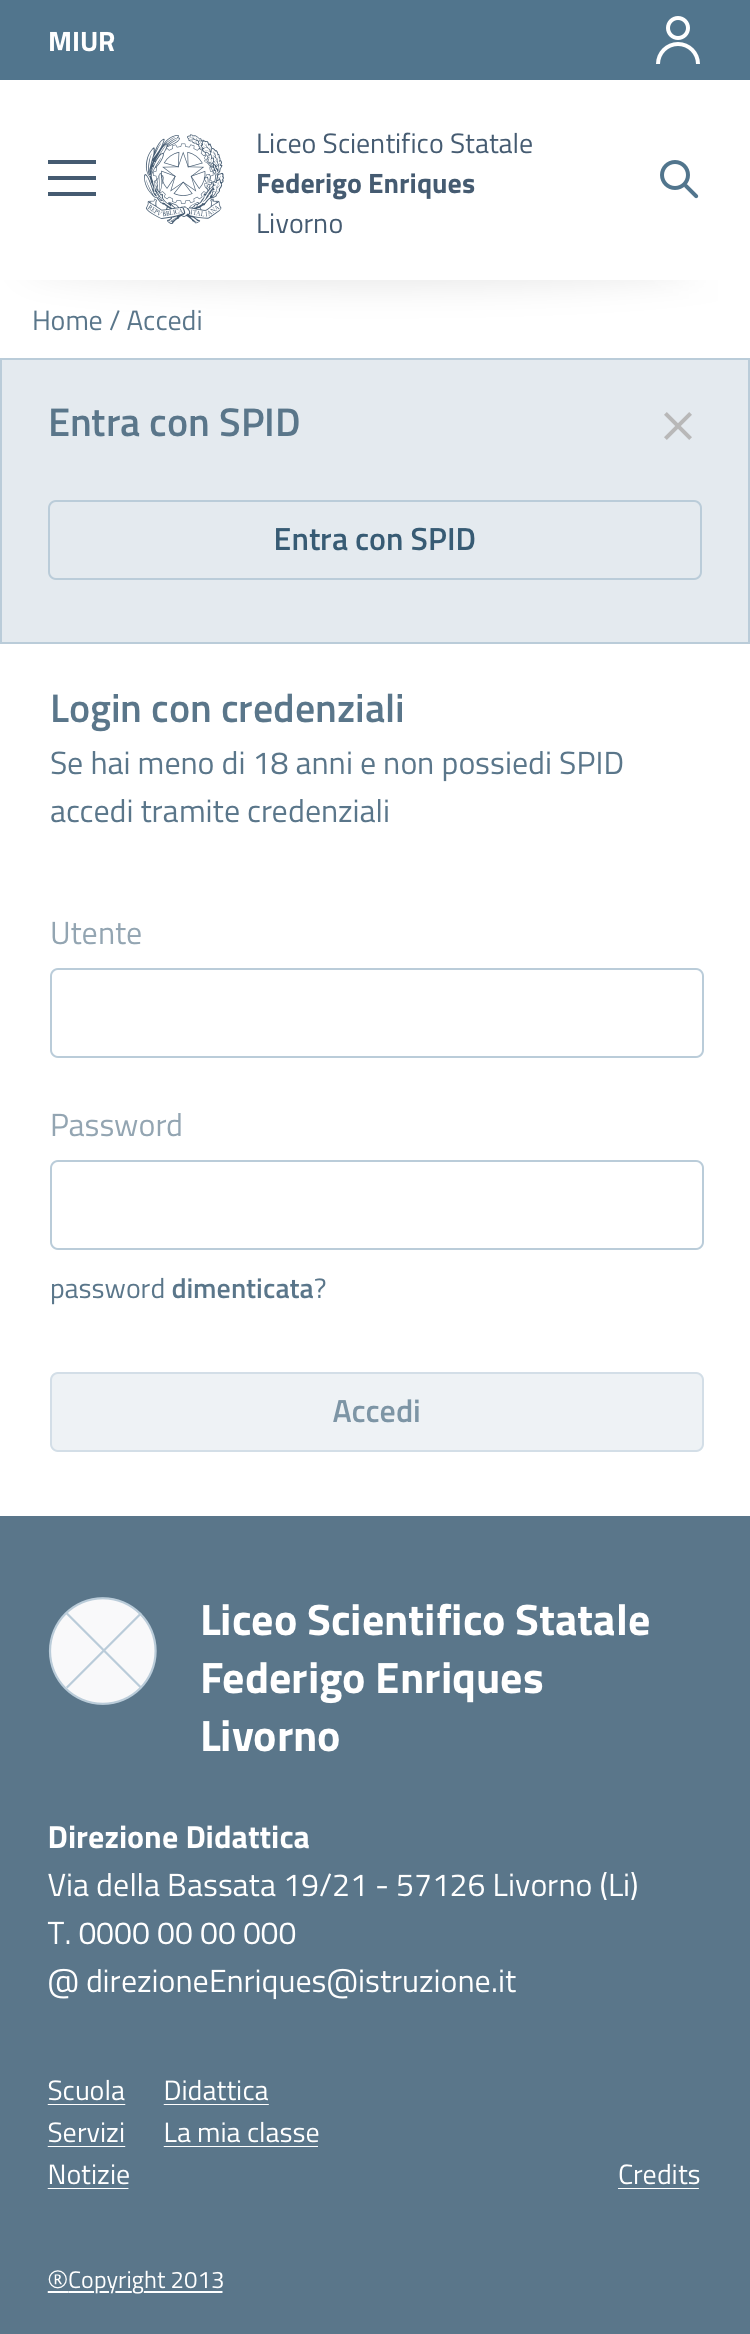 MIUR
Liceo Scientifico Statale
Federigo Enriques
Livorno
REPVBBLICA ITALIANA
Home / Accedi
Entra con SPID
Entra con SPID
Login con credenziali
Se hai meno di 18 anni e non possiedi SPID
accedi tramite credenziali
Utente
Password
password dimenticata?
Accedi
Liceo Scientifico Statale
Federigo Enriques
Livorno
Direzione Didattica
Via della Bassata 19/21 - 57126 Livorno (Li)
T. 0000 00 00 000
@ direzioneEnriques@istruzione.it
Scuola Didattica
Servizi La mia classe
Notizie Credits
®Copyright 2013